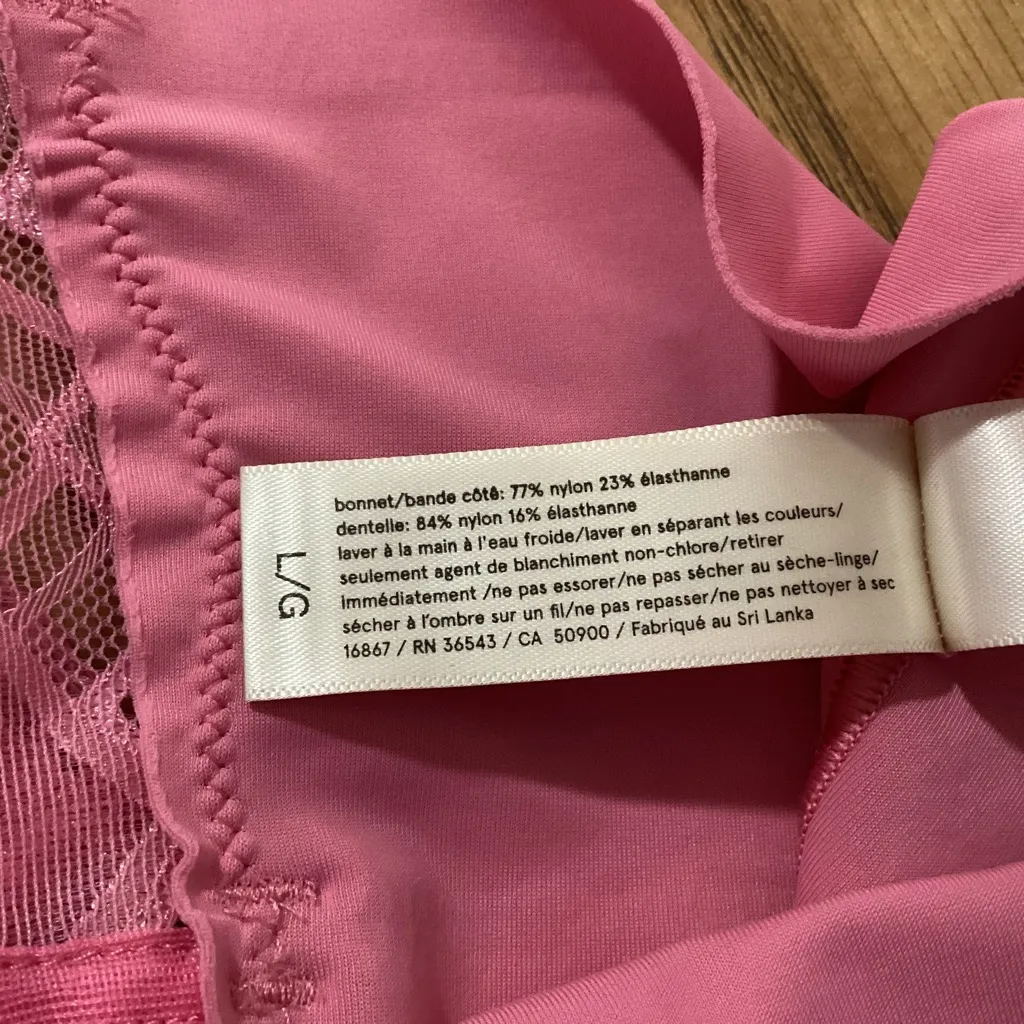 L/G
bonnet/bande côté: 77% nylon 23% élasthanne
dentelle: 84% nylon 16% élasthanne
laver à la main à l'eau froide/laver en séparant les couleurs/
seulement agent de blanchiment non-chlore/retirer
immédiatement /ne pas essorer/ne pas sécher au sèche-linge/
sécher à l'ombre sur un fil/ne pas repasser/ne pas nettoyer à sec
16867 / RN 36543 / CA 50900 / Fabriqué au Sri Lanka